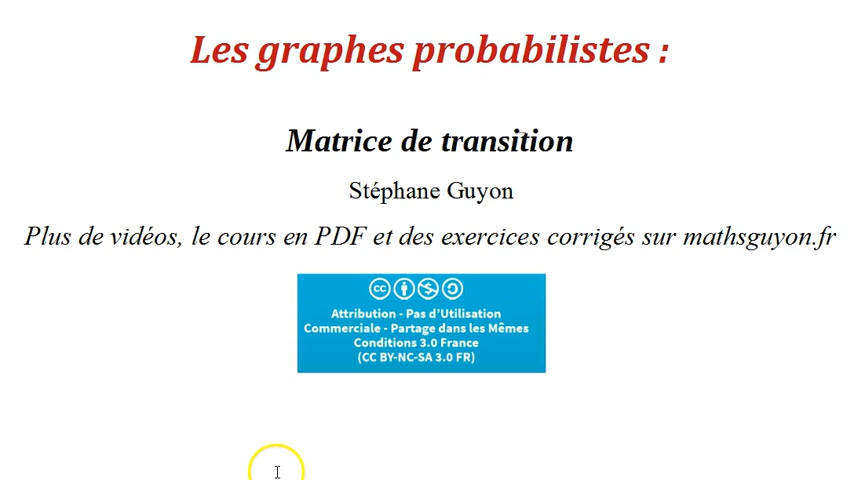 Les graphes probabilistes :
Matrice de transition
Stéphane Guyon
Plus de vidéos, le cours en PDF et des exercices corrigés sur mathsguyon.fr
cc
Attribution - Pas d'Utilisation
Commerciale - Partage dans les Mêmes
Conditions 3.0 France
(CC BY-NC-SA 3.0 FR)